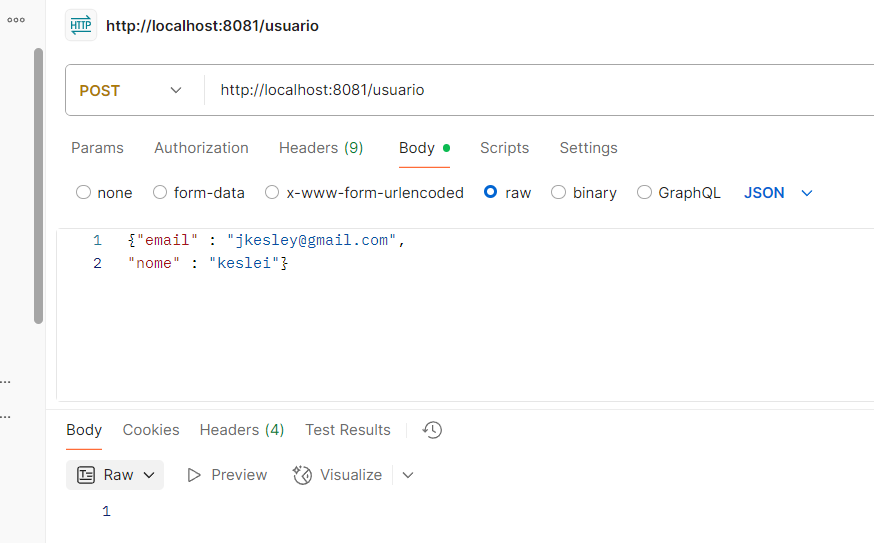 HTTP http://localhost:8081/usuario
POST http://localhost:8081/usuario
Params Authorization Headers (9) Body Scripts Settings
none form-data x-www-form-urlencoded raw binary GraphQL JSON
1 {"email" : "jkesley@gmail.com",
2 "nome" : "keslei"}
Body Cookies Headers (4) Test Results
Raw Preview Visualize
1